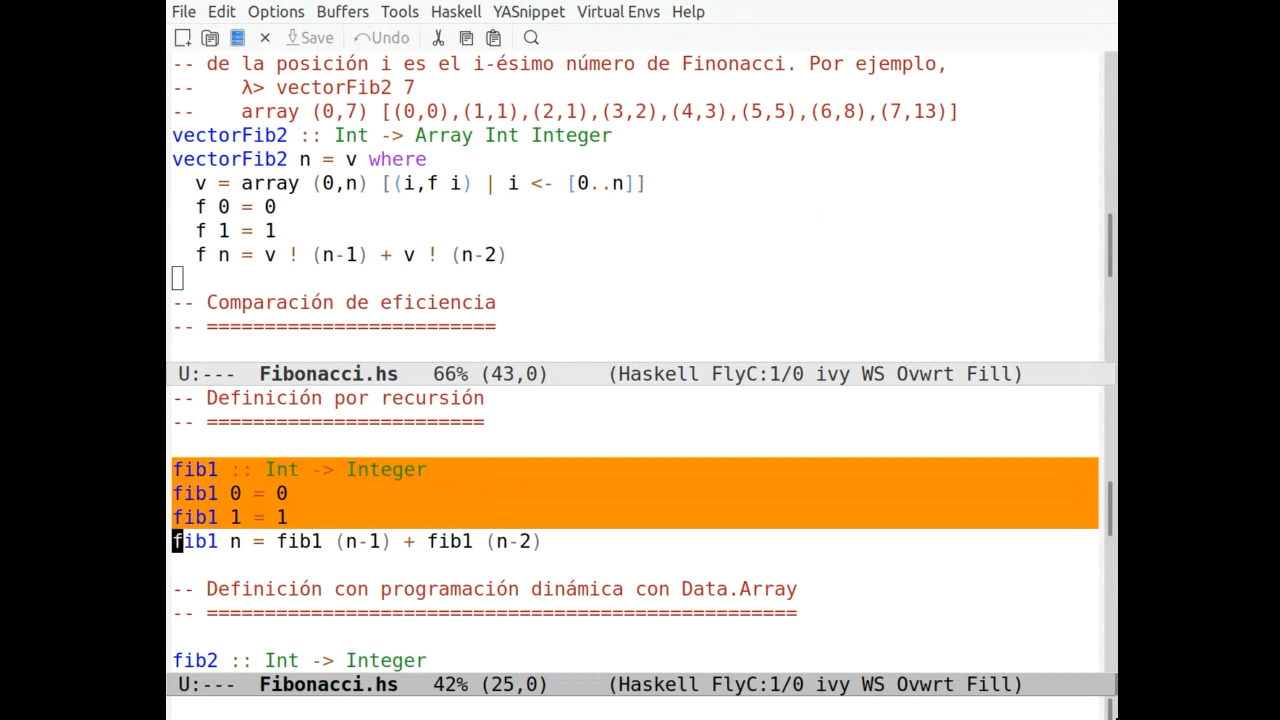 File Edit Options Buffers Tools Haskell YASnippet Virtual Envs Help
Save Undo
-- de la posición i es el i-ésimo número de Finonacci. Por ejemplo,
--    λ> vectorFib2 7
--    array (0,7) [(0,0),(1,1),(2,1),(3,2),(4,3),(5,5),(6,8),(7,13)]
vectorFib2 :: Int -> Array Int Integer
vectorFib2 n = v where
  v = array (0,n) [(i,f i) | i <- [0..n]]
  f 0 = 0
  f 1 = 1
  f n = v ! (n-1) + v ! (n-2)
-- Comparación de eficiencia
-- =========================
U:---  Fibonacci.hs   66% (43,0)     (Haskell FlyC:1/0 ivy WS Ovwrt Fill)
-- Definición por recursión
-- ========================
fib1 :: Int -> Integer
fib1 0 = 0
fib1 1 = 1
fib1 n = fib1 (n-1) + fib1 (n-2)
-- Definición con programación dinámica con Data.Array
-- ===================================================
fib2 :: Int -> Integer
U:---  Fibonacci.hs   42% (25,0)     (Haskell FlyC:1/0 ivy WS Ovwrt Fill)